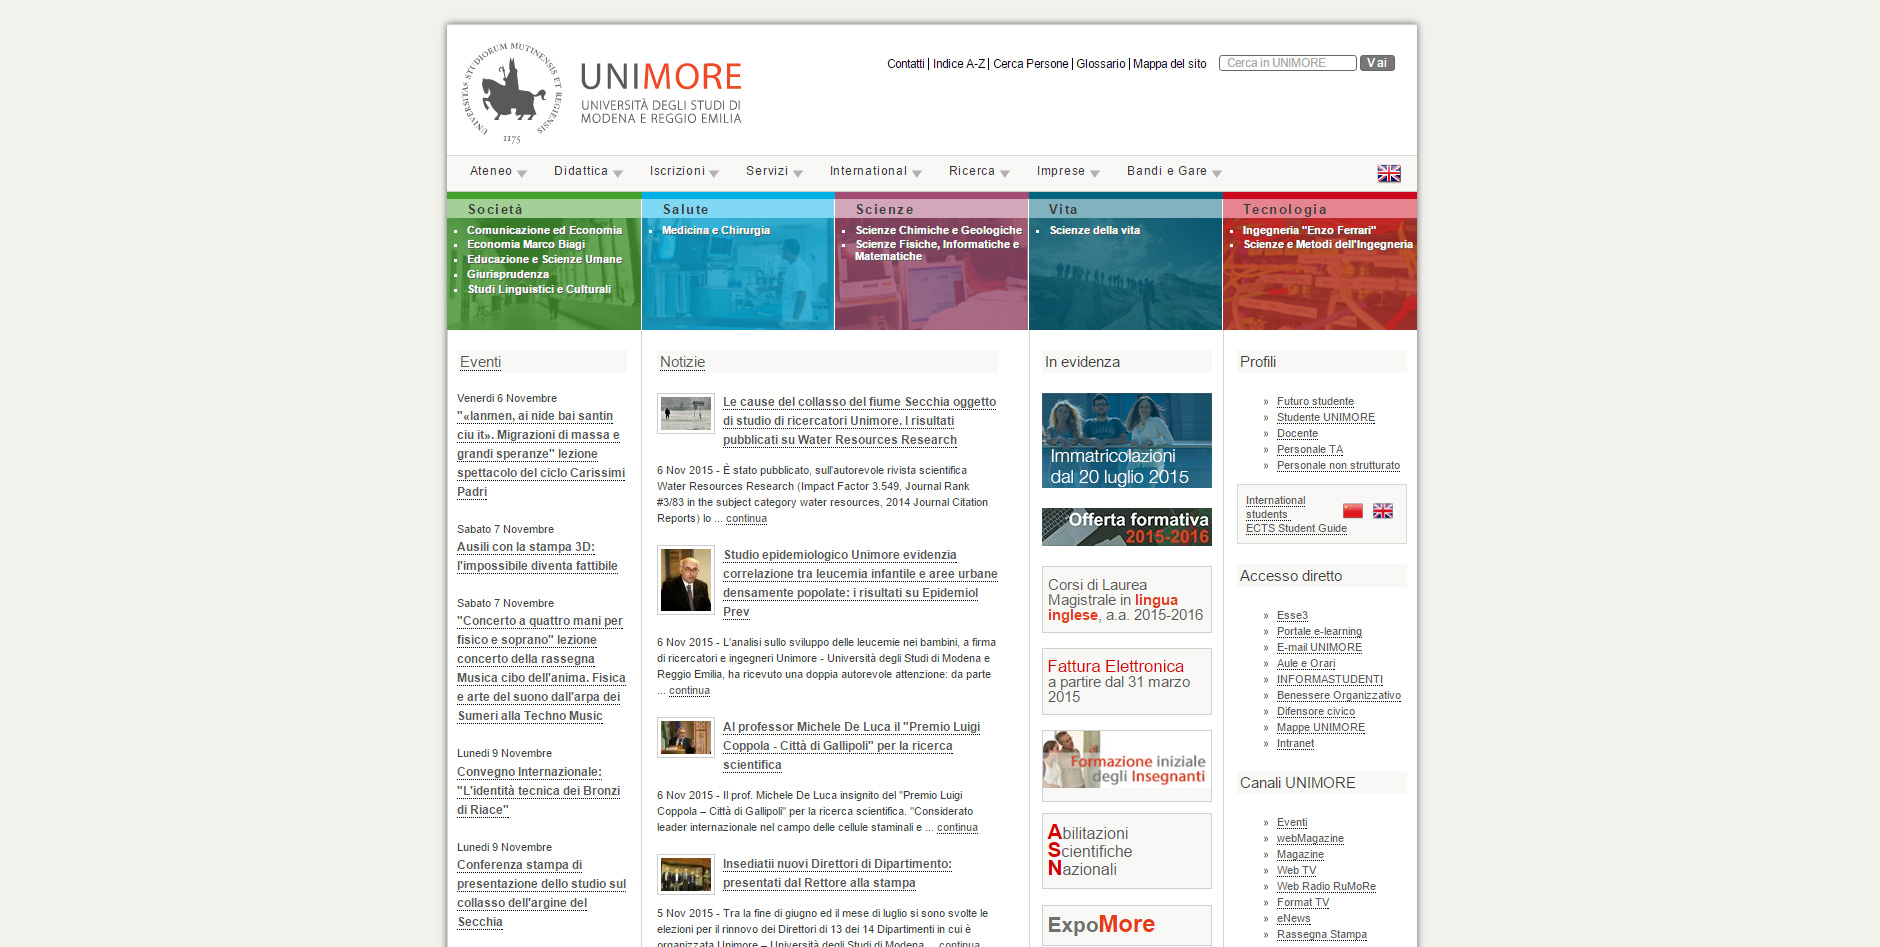 UNIVERSITAS STUDIORUM MUTINENSIS ET REGIENSIS
1175
UNIMORE
UNIVERSITÀ DEGLI STUDI DI
MODENA E REGGIO EMILIA
Contatti | Indice A-Z | Cerca Persone | Glossario | Mappa del sito
Cerca in UNIMORE
Vai
Ateneo
Didattica
Iscrizioni
Servizi
International
Ricerca
Imprese
Bandi e Gare
Società
Comunicazione ed Economia
Economia Marco Biagi
Educazione e Scienze Umane
Giurisprudenza
Studi Linguistici e Culturali
Salute
Medicina e Chirurgia
Scienze
Scienze Chimiche e Geologiche
Scienze Fisiche, Informatiche e
Matematiche
Vita
Scienze della vita
Tecnologia
Ingegneria "Enzo Ferrari"
Scienze e Metodi dell'Ingegneria
Eventi
Venerdì 6 Novembre
"«Ianmen, ai nide bai santin
ciu it». Migrazioni di massa e
grandi speranze" lezione
spettacolo del ciclo Carissimi
Padri
Sabato 7 Novembre
Ausili con la stampa 3D:
l'impossibile diventa fattibile
Sabato 7 Novembre
"Concerto a quattro mani per
fisico e soprano" lezione
concerto della rassegna
Musica cibo dell'anima. Fisica
e arte del suono dall'arpa dei
Sumeri alla Techno Music
Lunedì 9 Novembre
Convegno Internazionale:
"L'identità tecnica dei Bronzi
di Riace"
Lunedì 9 Novembre
Conferenza stampa di
presentazione dello studio sul
collasso dell'argine del
Secchia
Notizie
Le cause del collasso del fiume Secchia oggetto
di studio di ricercatori Unimore. I risultati
pubblicati su Water Resources Research
6 Nov 2015 - È stato pubblicato, sull'autorevole rivista scientifica
Water Resources Research (Impact Factor 3.549, Journal Rank
#3/83 in the subject category water resources, 2014 Journal Citation
Reports) lo ... continua
Studio epidemiologico Unimore evidenzia
correlazione tra leucemia infantile e aree urbane
densamente popolate: i risultati su Epidemiol
Prev
6 Nov 2015 - L'analisi sullo sviluppo delle leucemie nei bambini, a firma
di ricercatori e ingegneri Unimore - Università degli Studi di Modena e
Reggio Emilia, ha ricevuto una doppia autorevole attenzione: da parte
... continua
Al professor Michele De Luca il "Premio Luigi
Coppola - Città di Gallipoli" per la ricerca
scientifica
6 Nov 2015 - Il prof. Michele De Luca insignito del "Premio Luigi
Coppola – Città di Gallipoli" per la ricerca scientifica. "Considerato
leader internazionale nel campo delle cellule staminali e ... continua
Insediatii nuovi Direttori di Dipartimento:
presentati dal Rettore alla stampa
5 Nov 2015 - Tra la fine di giugno ed il mese di luglio si sono svolte le
elezioni per il rinnovo dei Direttori di 13 dei 14 Dipartimenti in cui è
organizzata Unimore – Università degli Studi di Modena ... continua
In evidenza
Immatricolazioni
dal 20 luglio 2015
Offerta formativa
2015-2016
Corsi di Laurea
Magistrale in lingua
inglese, a.a. 2015-2016
Fattura Elettronica
a partire dal 31 marzo
2015
Formazione iniziale
degli Insegnanti
Abilitazioni
Scientifiche
Nazionali
ExpoMore
Profili
» Futuro studente
» Studente UNIMORE
» Docente
» Personale TA
» Personale non strutturato
International
students
ECTS Student Guide
Accesso diretto
» Esse3
» Portale e-learning
» E-mail UNIMORE
» Aule e Orari
» INFORMASTUDENTI
» Benessere Organizzativo
» Difensore civico
» Mappe UNIMORE
» Intranet
Canali UNIMORE
» Eventi
» webMagazine
» Magazine
» Web TV
» Web Radio RuMoRe
» Format TV
» eNews
» Rassegna Stampa